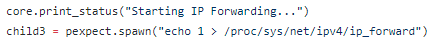 core.print_status("Starting IP Forwarding...")
child3 = pexpect.spawn("echo 1 > /proc/sys/net/ipv4/ip_forward")